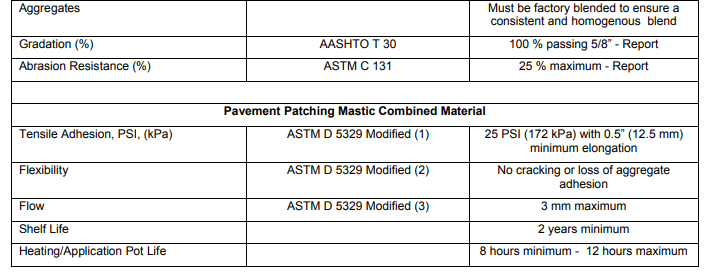 Aggregates Must be factory blended to ensure a
consistent and homogenous blend
Gradation (%) AASHTO T 30 100 % passing 5/8” - Report
Abrasion Resistance (%) ASTM C 131 25 % maximum - Report
Pavement Patching Mastic Combined Material
Tensile Adhesion, PSI, (kPa) ASTM D 5329 Modified (1) 25 PSI (172 kPa) with 0.5” (12.5 mm)
minimum elongation
Flexibility ASTM D 5329 Modified (2) No cracking or loss of aggregate
adhesion
Flow ASTM D 5329 Modified (3) 3 mm maximum
Shelf Life 2 years minimum
Heating/Application Pot Life 8 hours minimum - 12 hours maximum